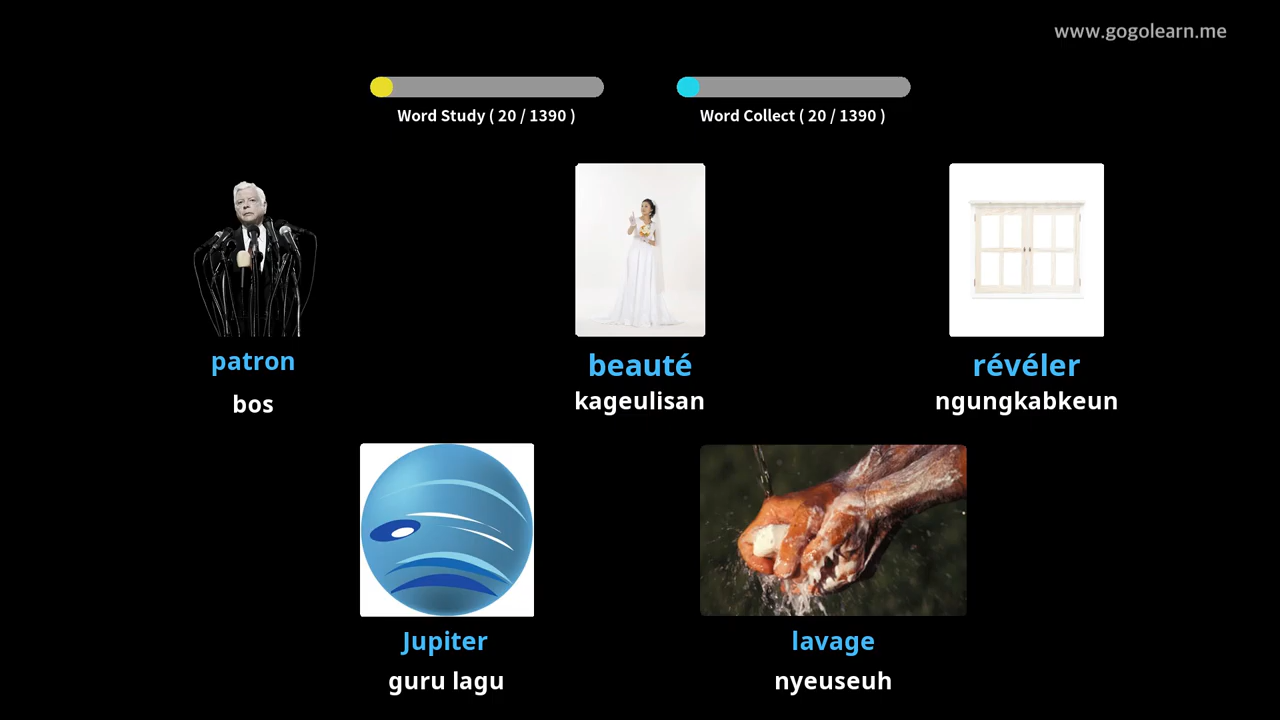 www.gogolearn.me
Word Study ( 20 / 1390 )
Word Collect ( 20 / 1390 )
patron
bos
beauté
kageulisan
révéler
ngungkabkeun
Jupiter
guru lagu
lavage
nyeuseuh